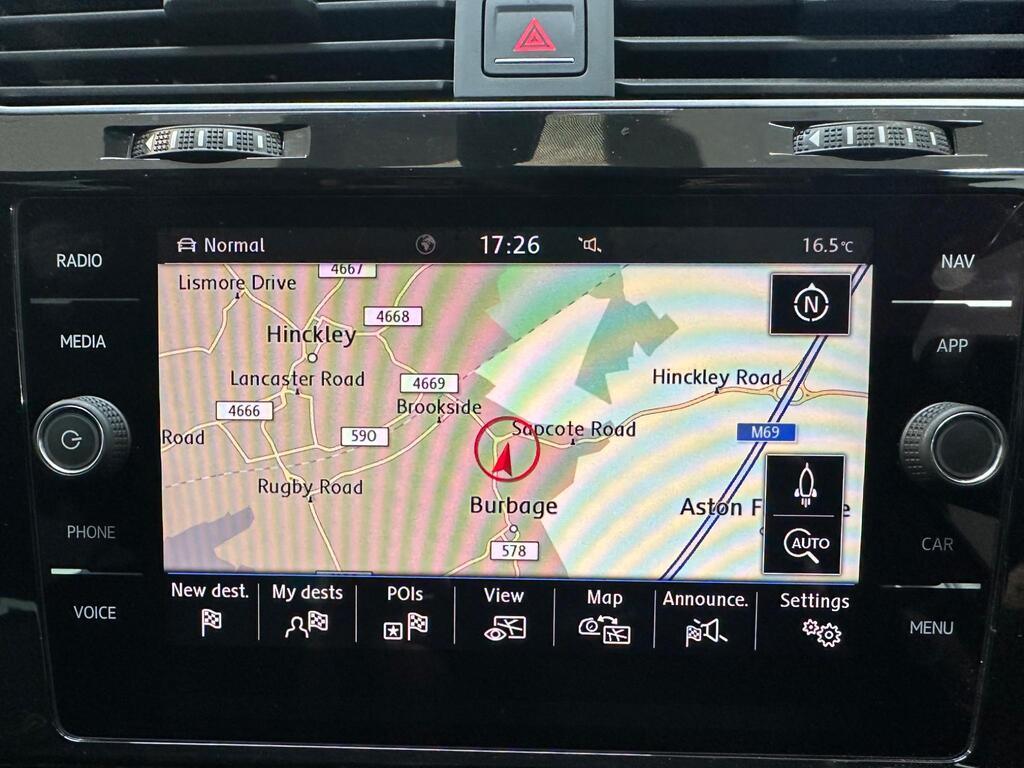 RADIO
MEDIA
PHONE
VOICE
Normal
17:26
16.5°C
4667
Lismore Drive
4668
Hinckley
N
Lancaster Road
4669
Hinckley Road
4666
Brookside
Road
590
Sapcote Road
M69
Rugby Road
Burbage
Aston F
e
578
AUTO
New dest.
My dests
POIs
View
Map
Announce.
Settings
NAV
APP
CAR
MENU